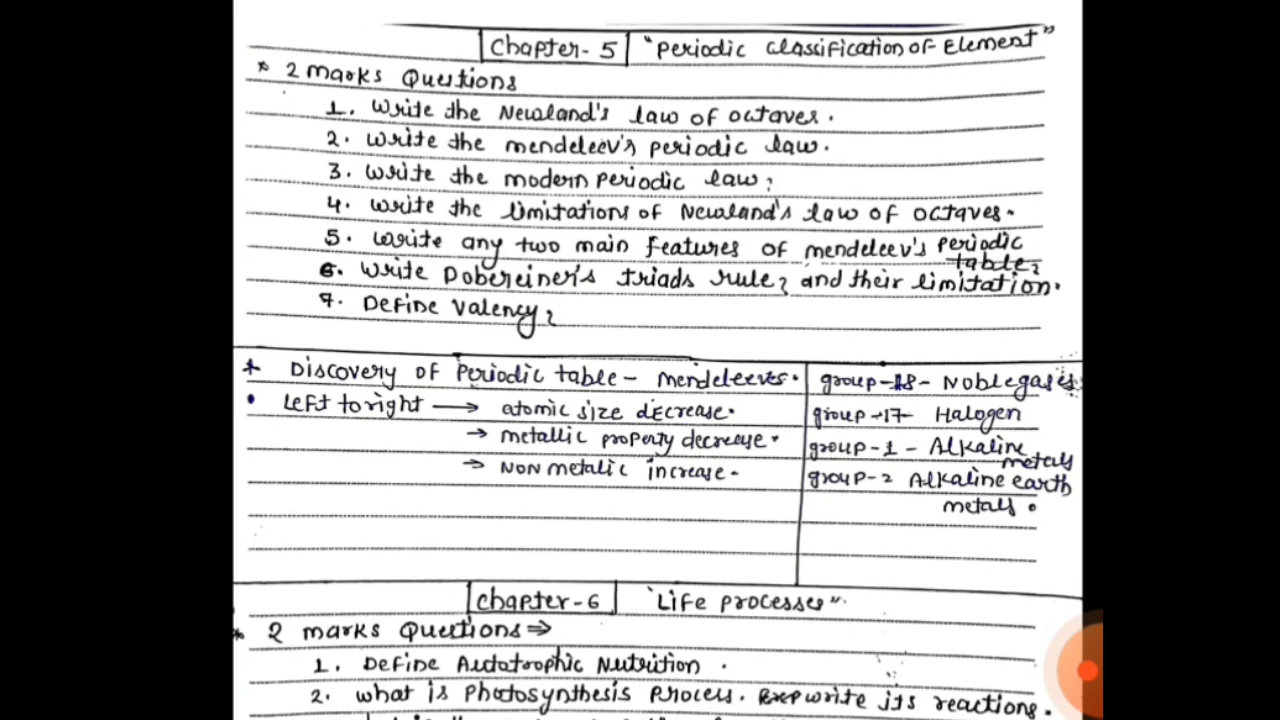 Chapter-5 "Periodic Classification of Element"
* 2 marks Questions
1. Write the Newland's law of octaves.
2. Write the mendeleev's periodic law.
3. Write the modern periodic law?
4. Write the limitations of Newland's law of octaves.
5. Write any two main features of mendeleev's periodic table?
6. Write Dobereiner's triads rule? and their limitation.
7. Define Valency?
* Discovery of Periodic table - mendeleeves.
• Left to right → atomic size decrease.
→ metallic property decrease.
→ NON metalic increase.
group-18- Noble gases
group-17- Halogen
group-1- Alkaline metals
group-2 Alkaline earth metals.
Chapter-6 "Life Processes".
* 2 marks Questions ⇒
1. Define Autotrophic Nutrition.
2. what is Photosynthesis Process. write its reactions.